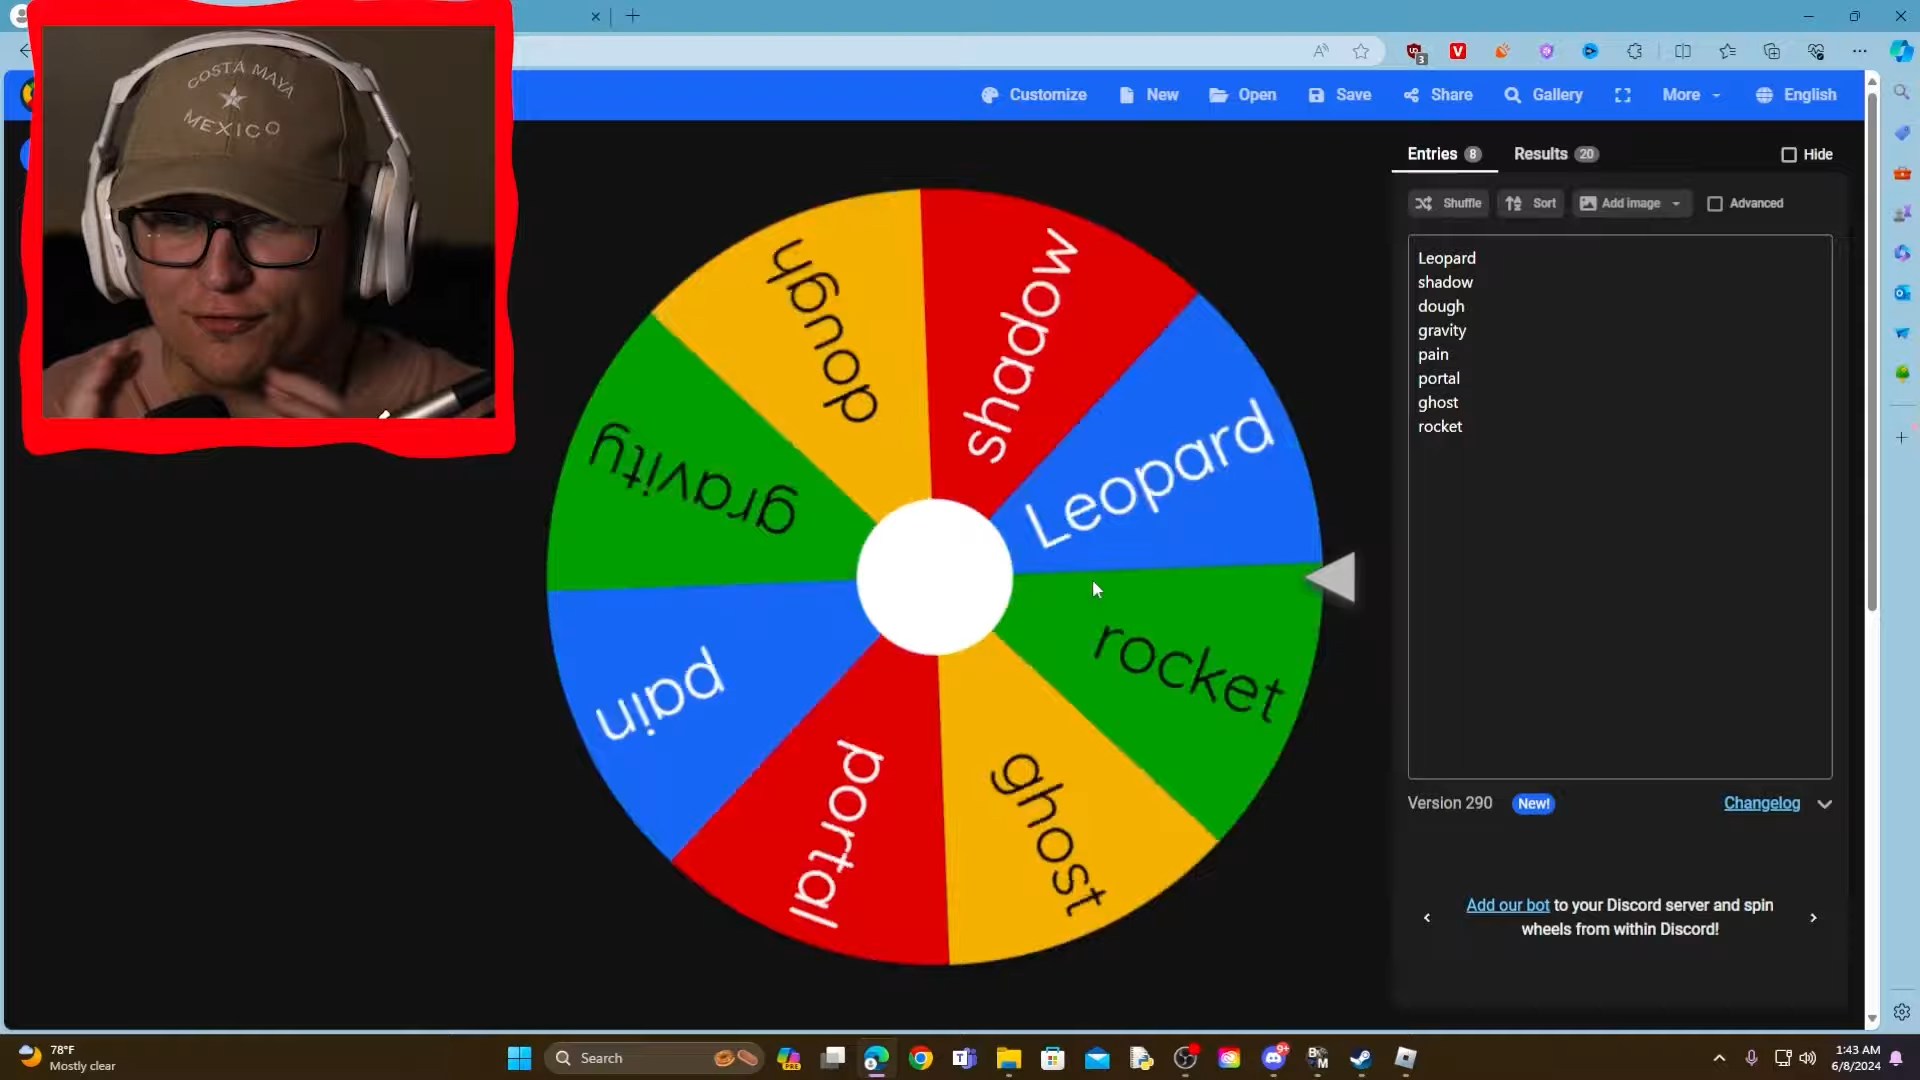 COSTA MAYA
MEXICO
3
Customize
New
Open
Save
Share
Gallery
More
English
Entries 8
Results 20
Hide
Shuffle
Sort
Add image
Advanced
Leopard
shadow
dough
gravity
pain
portal
ghost
rocket
shadow
dough
Leopard
gravity
rocket
pain
portal
ghost
Version 290
New!
Changelog
Add our bot to your Discord server and spin
wheels from within Discord!
78°F
Mostly clear
Search
PRE
9+
1:43 AM
6/8/2024